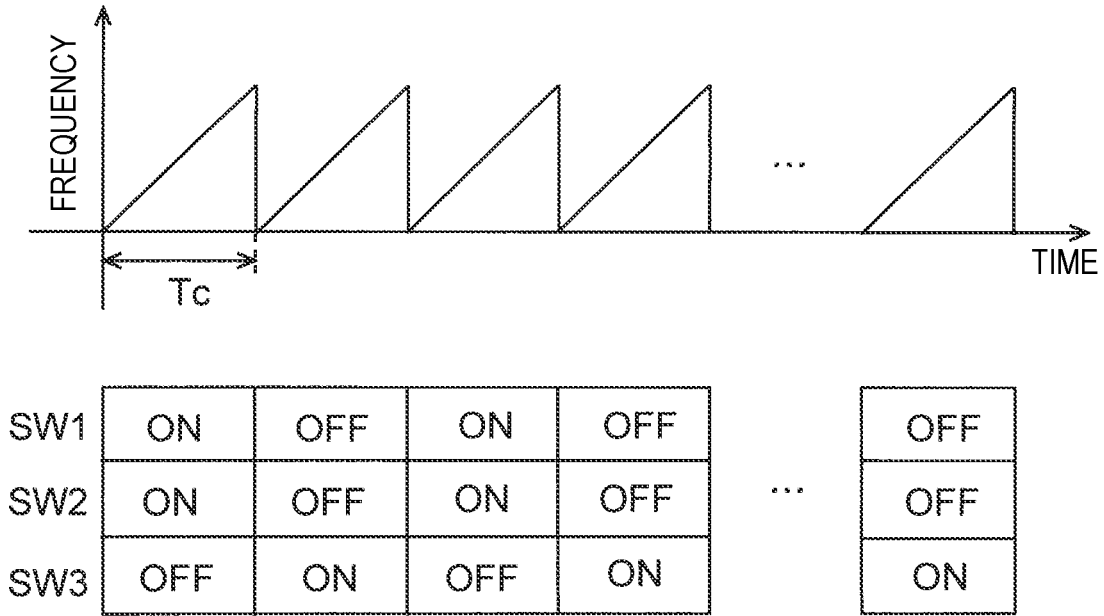 FREQUENCY
...
TIME
Tc
SW1 ON OFF ON OFF OFF
SW2 ON OFF ON OFF ... OFF
SW3 OFF ON OFF ON ON